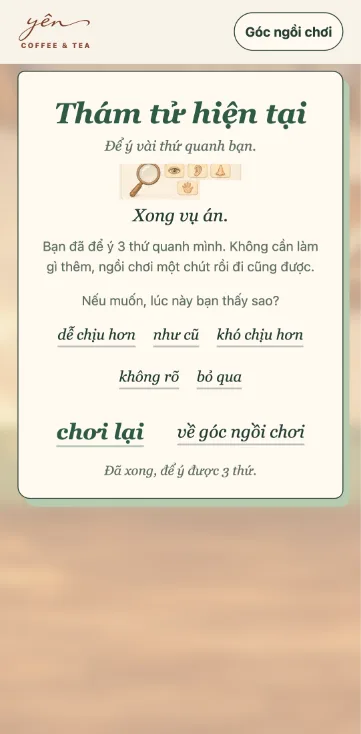 yên
COFFEE & TEA
Góc ngồi chơi
Thám tử hiện tại
Để ý vài thứ quanh bạn.
Xong vụ án.
Bạn đã để ý 3 thứ quanh mình. Không cần làm
gì thêm, ngồi chơi một chút rồi đi cũng được.
Nếu muốn, lúc này bạn thấy sao?
dễ chịu hơn như cũ khó chịu hơn
không rõ bỏ qua
chơi lại về góc ngồi chơi
Đã xong, để ý được 3 thứ.